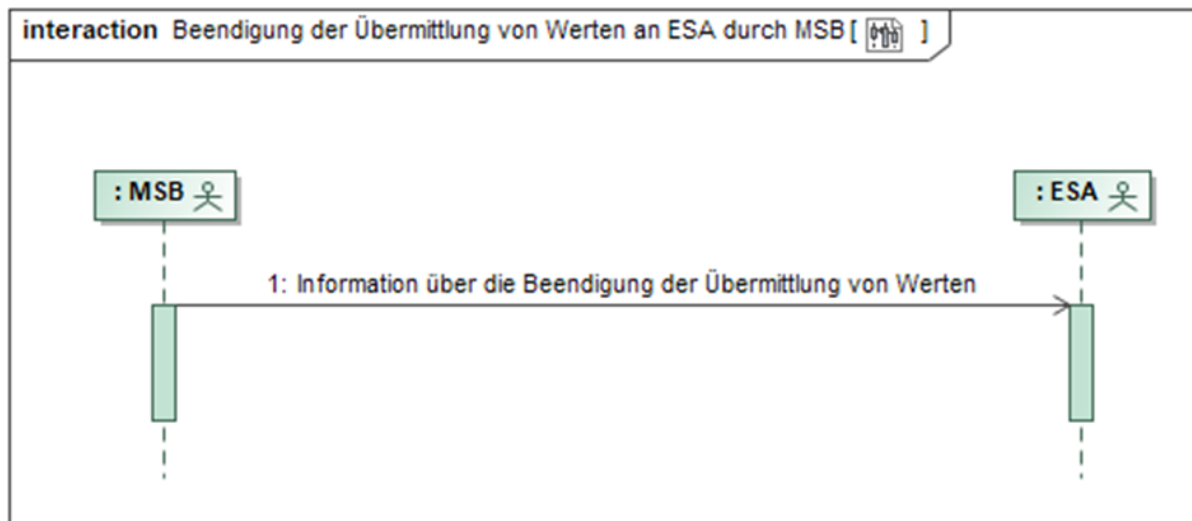 interaction Beendigung der Übermittlung von Werten an ESA durch MSB [ ]
: MSB
: ESA
1: Information über die Beendigung der Übermittlung von Werten